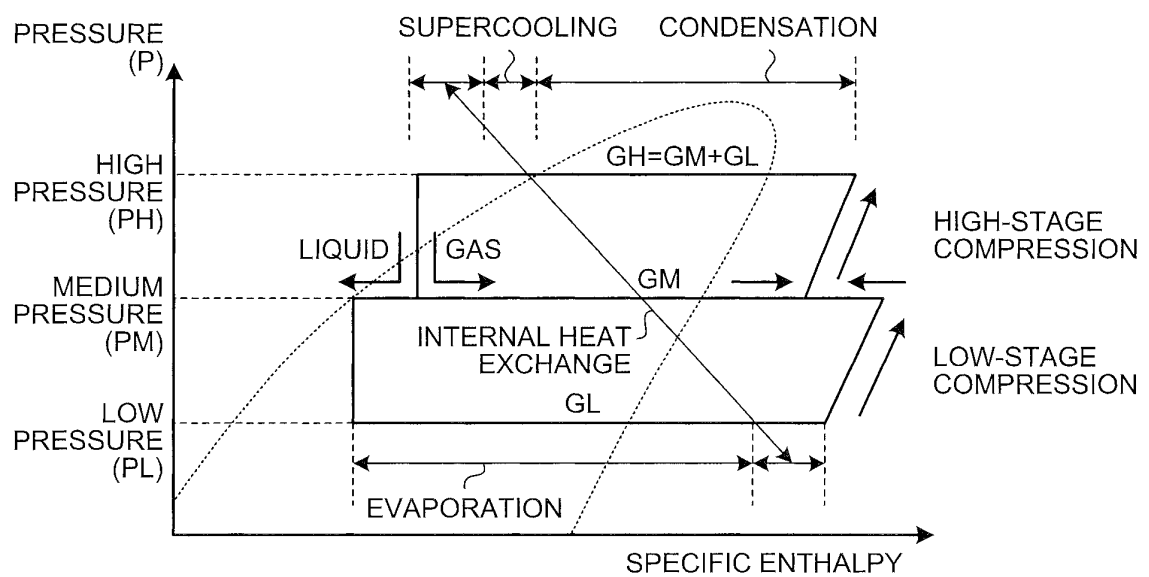 PRESSURE
(P)
SUPERCOOLING
CONDENSATION
HIGH
PRESSURE
(PH)
GH=GM+GL
LIQUID
GAS
HIGH-STAGE
COMPRESSION
MEDIUM
PRESSURE
(PM)
GM
INTERNAL HEAT
EXCHANGE
LOW-STAGE
COMPRESSION
LOW
PRESSURE
(PL)
GL
EVAPORATION
SPECIFIC ENTHALPY